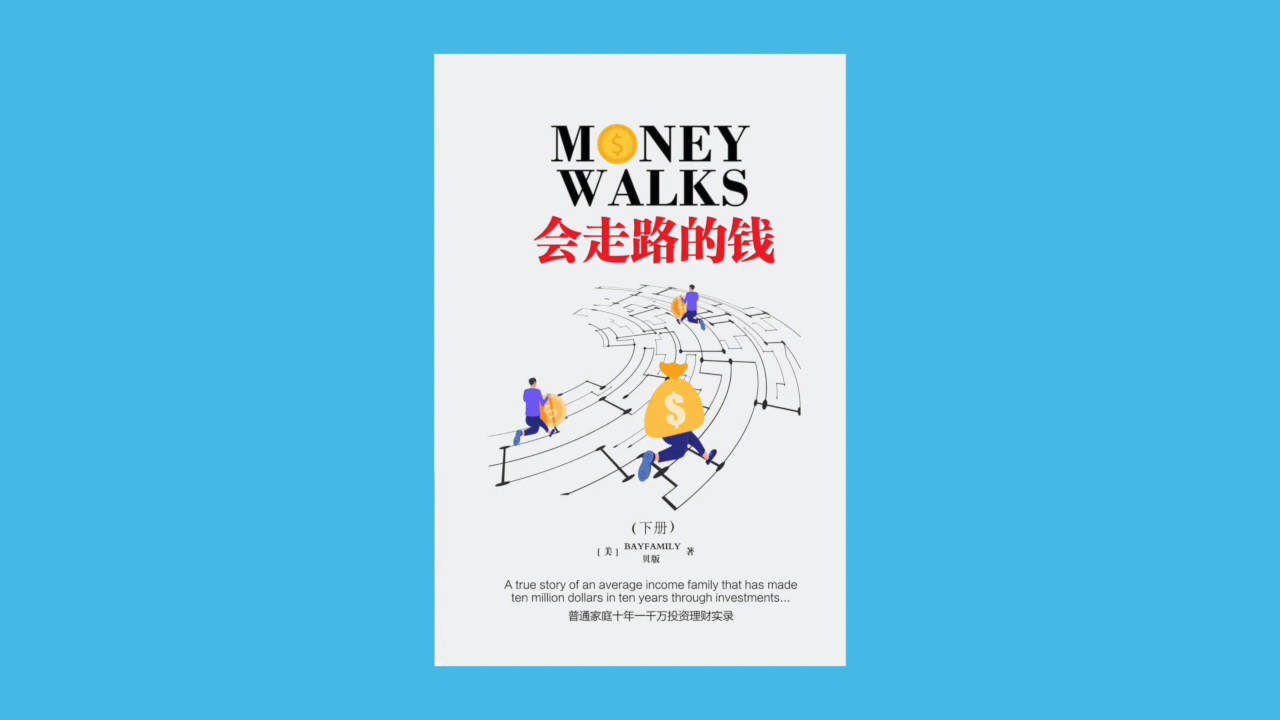 MONEY
WALKS
会走路的钱
$
$
$
(下册)
[美] BAYFAMILY 著
贝版
A true story of an average income family that has made
ten million dollars in ten years through investments...
普通家庭十年一千万投资理财实录